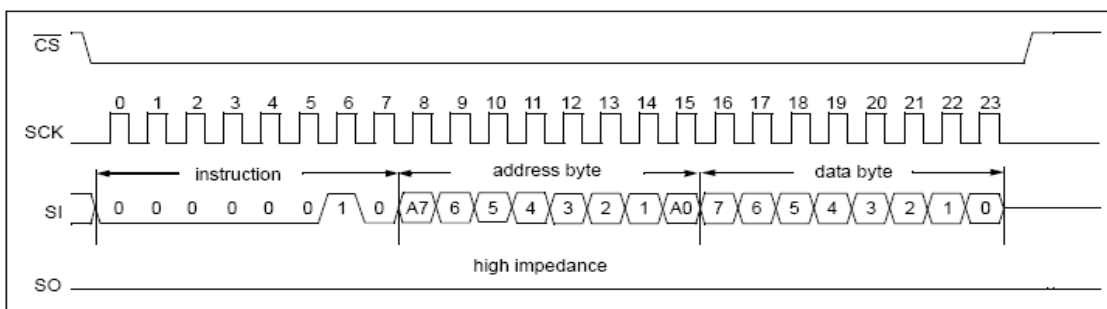 CS
0 1 2 3 4 5 6 7 8 9 10 11 12 13 14 15 16 17 18 19 20 21 22 23
SCK
instruction address byte data byte
SI 0 0 0 0 0 0 1 0 A7 6 5 4 3 2 1 A0 7 6 5 4 3 2 1 0
high impedance
SO